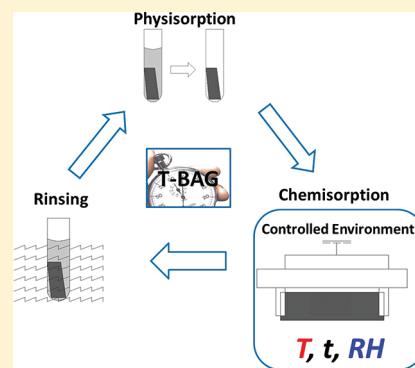 Physisorption
T-BAG
Rinsing
Chemisorption
Controlled Environment
T, t, RH